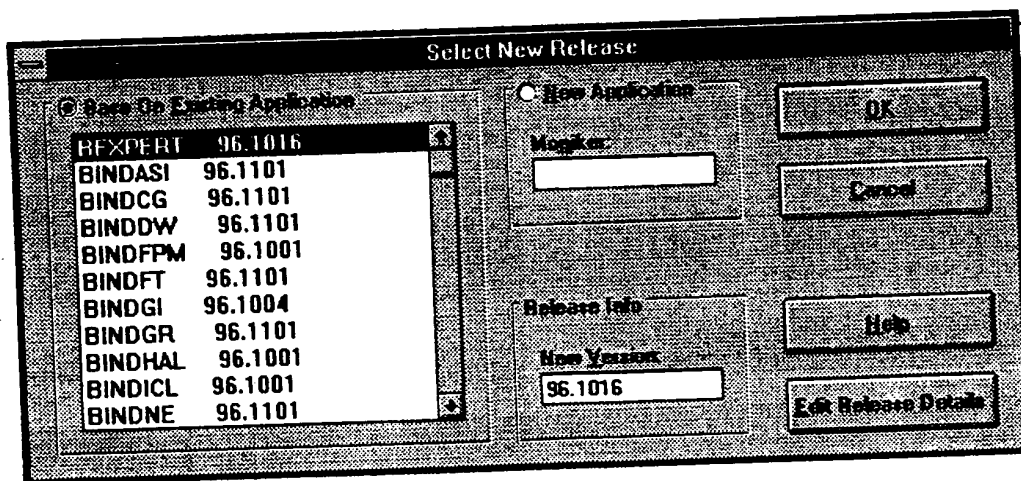 Select New Release
Base On Existing Application
BFXPERT 96.1016
BINDASI 96.1101
BINDCG 96.1101
BINDDW 96.1101
BINDFPM 96.1001
BINDFT 96.1101
BINDGI 96.1004
BINDGR 96.1101
BINDHAL 96.1001
BINDICL 96.1001
BINDNE 96.1101
New Application
Moniker:
Release Info
New Version:
96.1016
OK
Cancel
Help
Edit Release Details